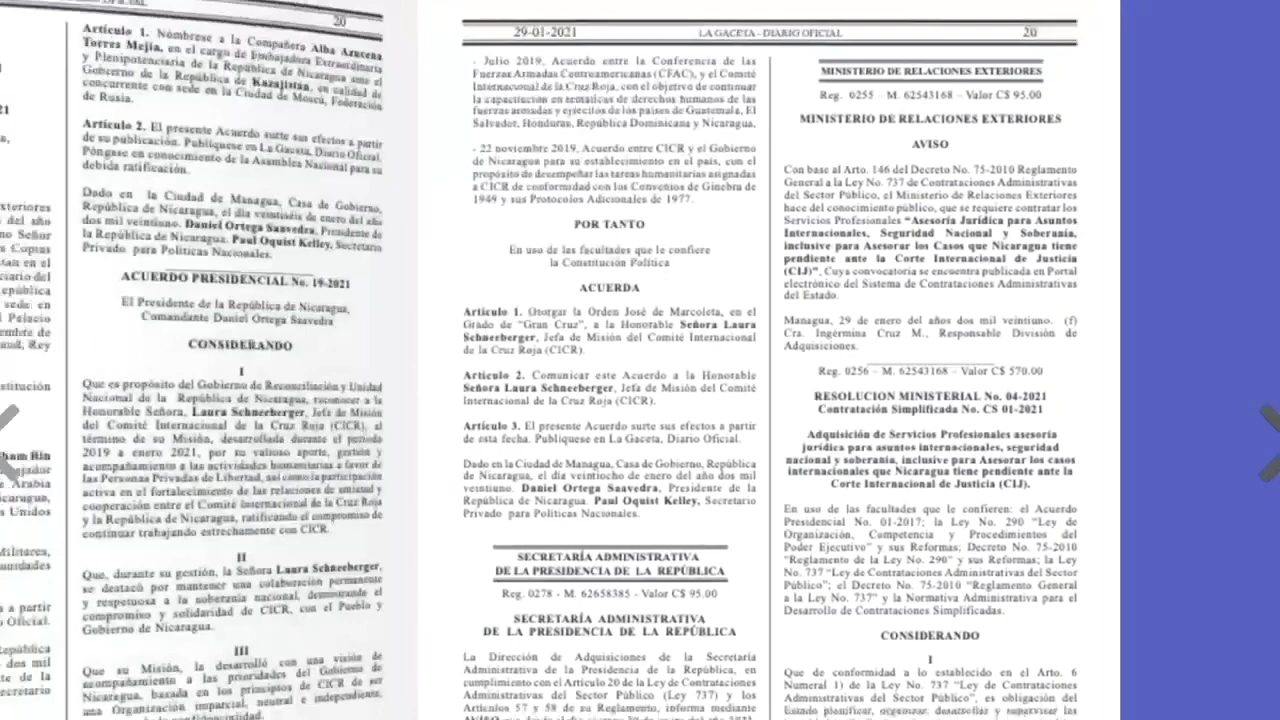 20
Artículo 1. Nómbrese a la Compañera Alba Azucena
Torres Mejía, en el cargo de Embajadora Extraordinaria
y Plenipotenciaria de la República de Nicaragua ante el
Gobierno de la República de Kazajistán, en calidad de
concurrente con sede en la Ciudad de Moscú, Federación
de Rusia.
Artículo 2. El presente Acuerdo surte sus efectos a partir
de su publicación. Publíquese en La Gaceta, Diario Oficial.
Póngase en conocimiento de la Asamblea Nacional para su
debida ratificación.
Dado en la Ciudad de Managua, Casa de Gobierno,
República de Nicaragua, el día veintiséis de enero del año
dos mil veintiuno. Daniel Ortega Saavedra, Presidente de
la República de Nicaragua. Paul Oquist Kelley, Secretario
Privado para Políticas Nacionales.
ACUERDO PRESIDENCIAL No. 19-2021
El Presidente de la República de Nicaragua,
Comandante Daniel Ortega Saavedra
CONSIDERANDO
I
Que es propósito del Gobierno de Reconciliación y Unidad
Nacional de la República de Nicaragua, reconocer a la
Honorable Señora, Laura Schneeberger, Jefa de Misión
del Comité Internacional de la Cruz Roja (CICR), al
término de su Misión, desarrollada durante el período
2019 a enero 2021, por su valioso aporte, gestión y
acompañamiento a las actividades humanitarias a favor de
las Personas Privadas de Libertad, así como la participación
activa en el fortalecimiento de las relaciones de amistad y
cooperación entre el Comité Internacional de la Cruz Roja
y la República de Nicaragua, ratificando el compromiso de
continuar trabajando estrechamente con CICR.
II
Que, durante su gestión, la Señora Laura Schneeberger,
se destacó por mantener una colaboración permanente
y respetuosa a la soberanía nacional, demostrando el
compromiso y solidaridad de CICR, con el Pueblo y
Gobierno de Nicaragua.
III
Que su Misión, la desarrolló con una visión de
acompañamiento a las prioridades del Gobierno de
Nicaragua, basada en los principios de CICR de ser
una Organización imparcial, neutral e independiente,
29-01-2021 LA GACETA - DIARIO OFICIAL 20
- Julio 2019, Acuerdo entre la Conferencia de las
Fuerzas Armadas Centroamericanas (CFAC), y el Comité
Internacional de la Cruz Roja, con el objetivo de continuar
la capacitación en temáticas de derechos humanos de las
fuerzas armadas y ejércitos de los países de Guatemala, El
Salvador, Honduras, República Dominicana y Nicaragua.
- 22 noviembre 2019, Acuerdo entre CICR y el Gobierno
de Nicaragua para su establecimiento en el país, con el
propósito de desempeñar las tareas humanitarias asignadas
a CICR de conformidad con los Convenios de Ginebra de
1949 y sus Protocolos Adicionales de 1977.
POR TANTO
En uso de las facultades que le confiere
la Constitución Política
ACUERDA
Artículo 1. Otorgar la Orden José de Marcoleta, en el
Grado de "Gran Cruz", a la Honorable Señora Laura
Schneeberger, Jefa de Misión del Comité Internacional
de la Cruz Roja (CICR).
Artículo 2. Comunicar este Acuerdo a la Honorable
Señora Laura Schneeberger, Jefa de Misión del Comité
Internacional de la Cruz Roja (CICR).
Artículo 3. El presente Acuerdo surte sus efectos a partir
de esta fecha. Publíquese en La Gaceta, Diario Oficial.
Dado en la Ciudad de Managua, Casa de Gobierno, República
de Nicaragua, el día veintiocho de enero del año dos mil
veintiuno. Daniel Ortega Saavedra, Presidente de la
República de Nicaragua. Paul Oquist Kelley, Secretario
Privado para Políticas Nacionales.
SECRETARÍA ADMINISTRATIVA
DE LA PRESIDENCIA DE LA REPÚBLICA
Reg. 0278 - M. 62658385 - Valor C$ 95.00
SECRETARÍA ADMINISTRATIVA
DE LA PRESIDENCIA DE LA REPÚBLICA
La Dirección de Adquisiciones de la Secretaría
Administrativa de la Presidencia de la República, en
cumplimiento con el Artículo 20 de la Ley de Contrataciones
Administrativas del Sector Público (Ley 737) y los
Artículos 57 y 58 de su Reglamento, informa mediante
MINISTERIO DE RELACIONES EXTERIORES
Reg. 0255 - M. 62543168 - Valor C$ 95.00
MINISTERIO DE RELACIONES EXTERIORES
AVISO
Con base al Arto. 146 del Decreto No. 75-2010 Reglamento
General a la Ley No. 737 de Contrataciones Administrativas
del Sector Público, el Ministerio de Relaciones Exteriores
hace del conocimiento público, que se requiere contratar los
Servicios Profesionales "Asesoría Jurídica para Asuntos
Internacionales, Seguridad Nacional y Soberanía,
inclusive para Asesorar los Casos que Nicaragua tiene
pendiente ante la Corte Internacional de Justicia
(CIJ)", Cuya convocatoria se encuentra publicada en Portal
electrónico del Sistema de Contrataciones Administrativas
del Estado.
Managua, 29 de enero del años dos mil veintiuno. (f)
Cra. Ingermina Cruz M., Responsable División de
Adquisiciones.
Reg. 0256 - M. 62543168 - Valor C$ 570.00
RESOLUCION MINISTERIAL No. 04-2021
Contratación Simplificada No. CS 01-2021
Adquisición de Servicios Profesionales asesoría
jurídica para asuntos internacionales, seguridad
nacional y soberanía, inclusive para Asesorar los casos
internacionales que Nicaragua tiene pendiente ante la
Corte Internacional de Justicia (CIJ).
En uso de las facultades que le confieren: el Acuerdo
Presidencial No. 01-2017; la Ley No. 290 "Ley de
Organización, Competencia y Procedimientos del
Poder Ejecutivo" y sus Reformas; Decreto No. 75-2010
"Reglamento de la Ley No. 290" y sus Reformas; la Ley
No. 737 "Ley de Contrataciones Administrativas del Sector
Público"; el Decreto No. 75-2010 "Reglamento General
a la Ley No. 737" y la Normativa Administrativa para el
Desarrollo de Contrataciones Simplificadas.
CONSIDERANDO
I
Que de conformidad a lo establecido en el Arto. 6
Numeral 1) de la Ley No. 737 "Ley de Contrataciones
Administrativas del Sector Público", es obligación del
Estado planificar, organizar, desarrollar y supervisar las